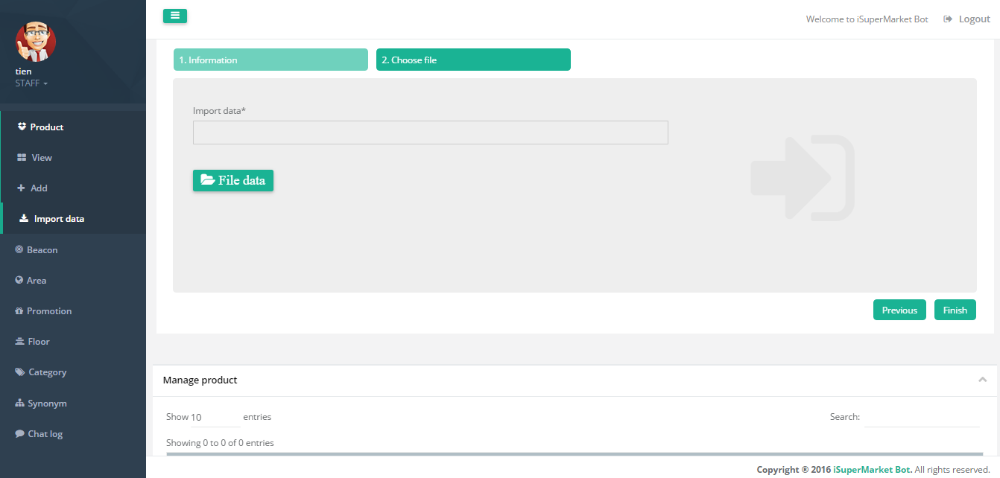 Welcome to iSuperMarket Bot
Logout
tien
STAFF
Product
View
Add
Import data
Beacon
Area
Promotion
Floor
Category
Synonym
Chat log
1. Information
2. Choose file
Import data*
File data
Previous
Finish
Manage product
Show 10 entries
Search:
Showing 0 to 0 of 0 entries
Copyright ® 2016 iSuperMarket Bot. All rights reserved.